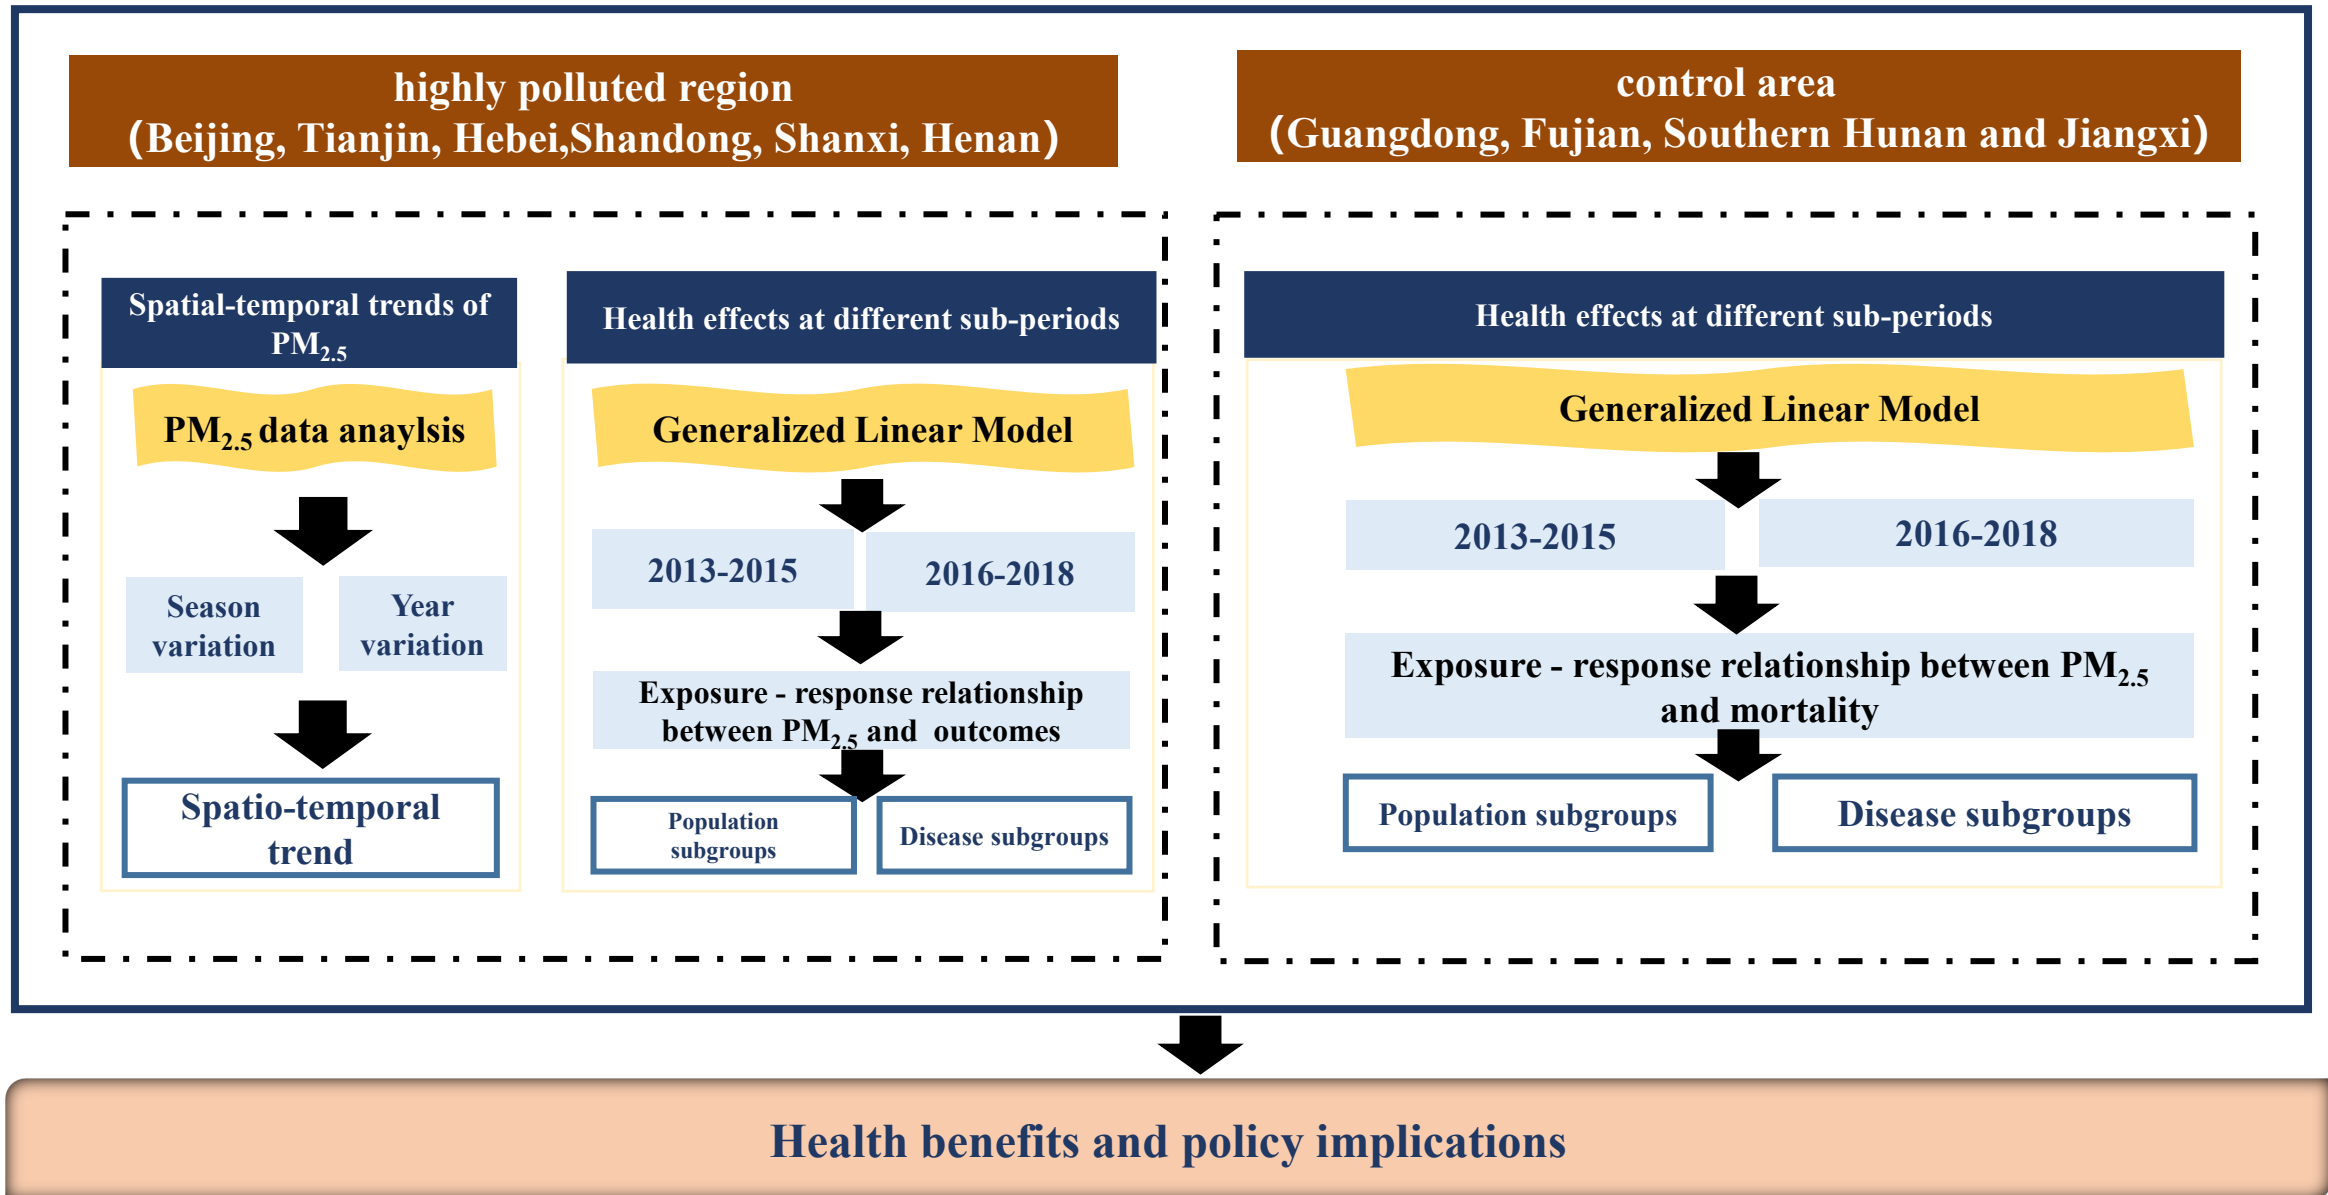 highly polluted region
(Beijing, Tianjin, Hebei,Shandong, Shanxi, Henan)
control area
(Guangdong, Fujian, Southern Hunan and Jiangxi)
Spatial-temporal trends of
PM2.5
PM2.5 data anaylsis
Season
variation
Year
variation
Spatio-temporal
trend
Health effects at different sub-periods
Generalized Linear Model
2013-2015
2016-2018
Exposure - response relationship
between PM2.5 and outcomes
Population
subgroups
Disease subgroups
Health effects at different sub-periods
Generalized Linear Model
2013-2015
2016-2018
Exposure - response relationship between PM2.5
and mortality
Population subgroups
Disease subgroups
Health benefits and policy implications